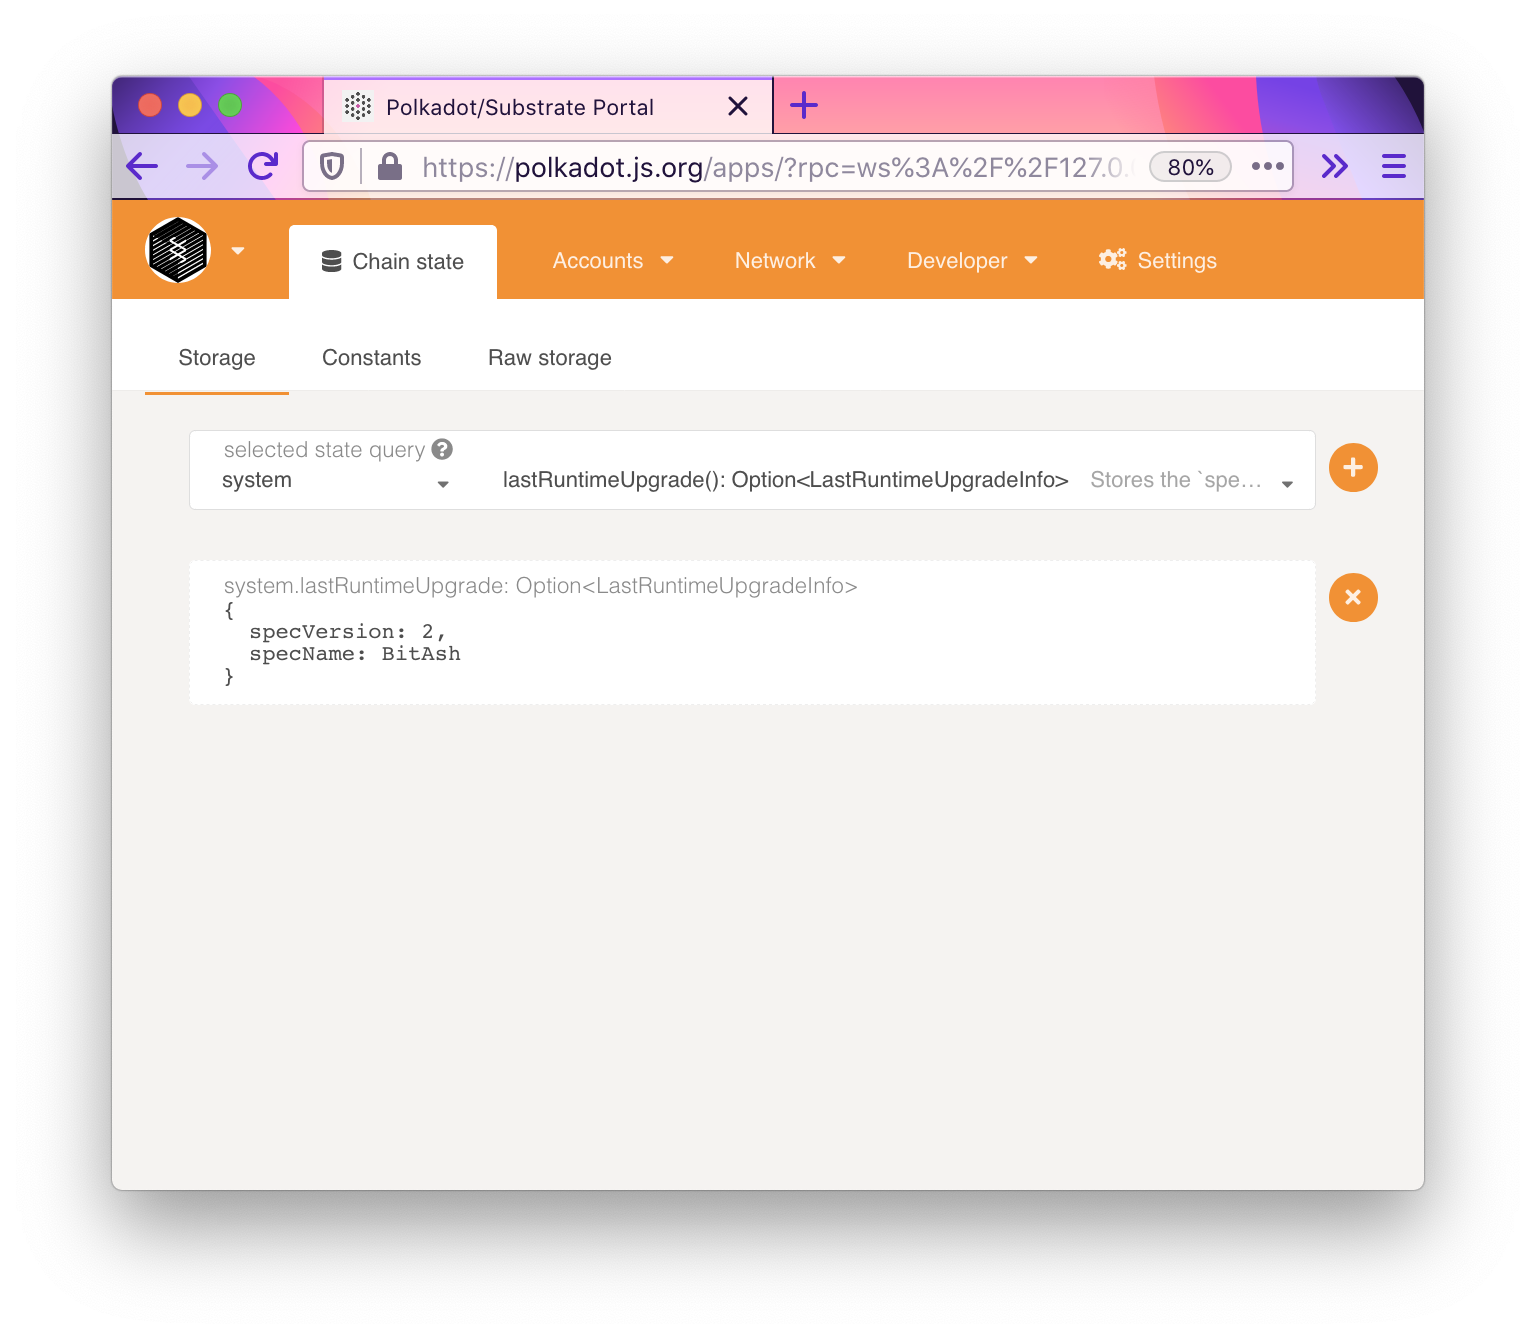 Polkadot/Substrate Portal
https://polkadot.js.org/apps/?rpc=ws%3A%2F%2F127.0. 80%
Chain state Accounts Network Developer Settings
Storage Constants Raw storage
selected state query
system lastRuntimeUpgrade(): Option<LastRuntimeUpgradeInfo> Stores the `spe...
system.lastRuntimeUpgrade: Option<LastRuntimeUpgradeInfo>
{
specVersion: 2,
specName: BitAsh
}